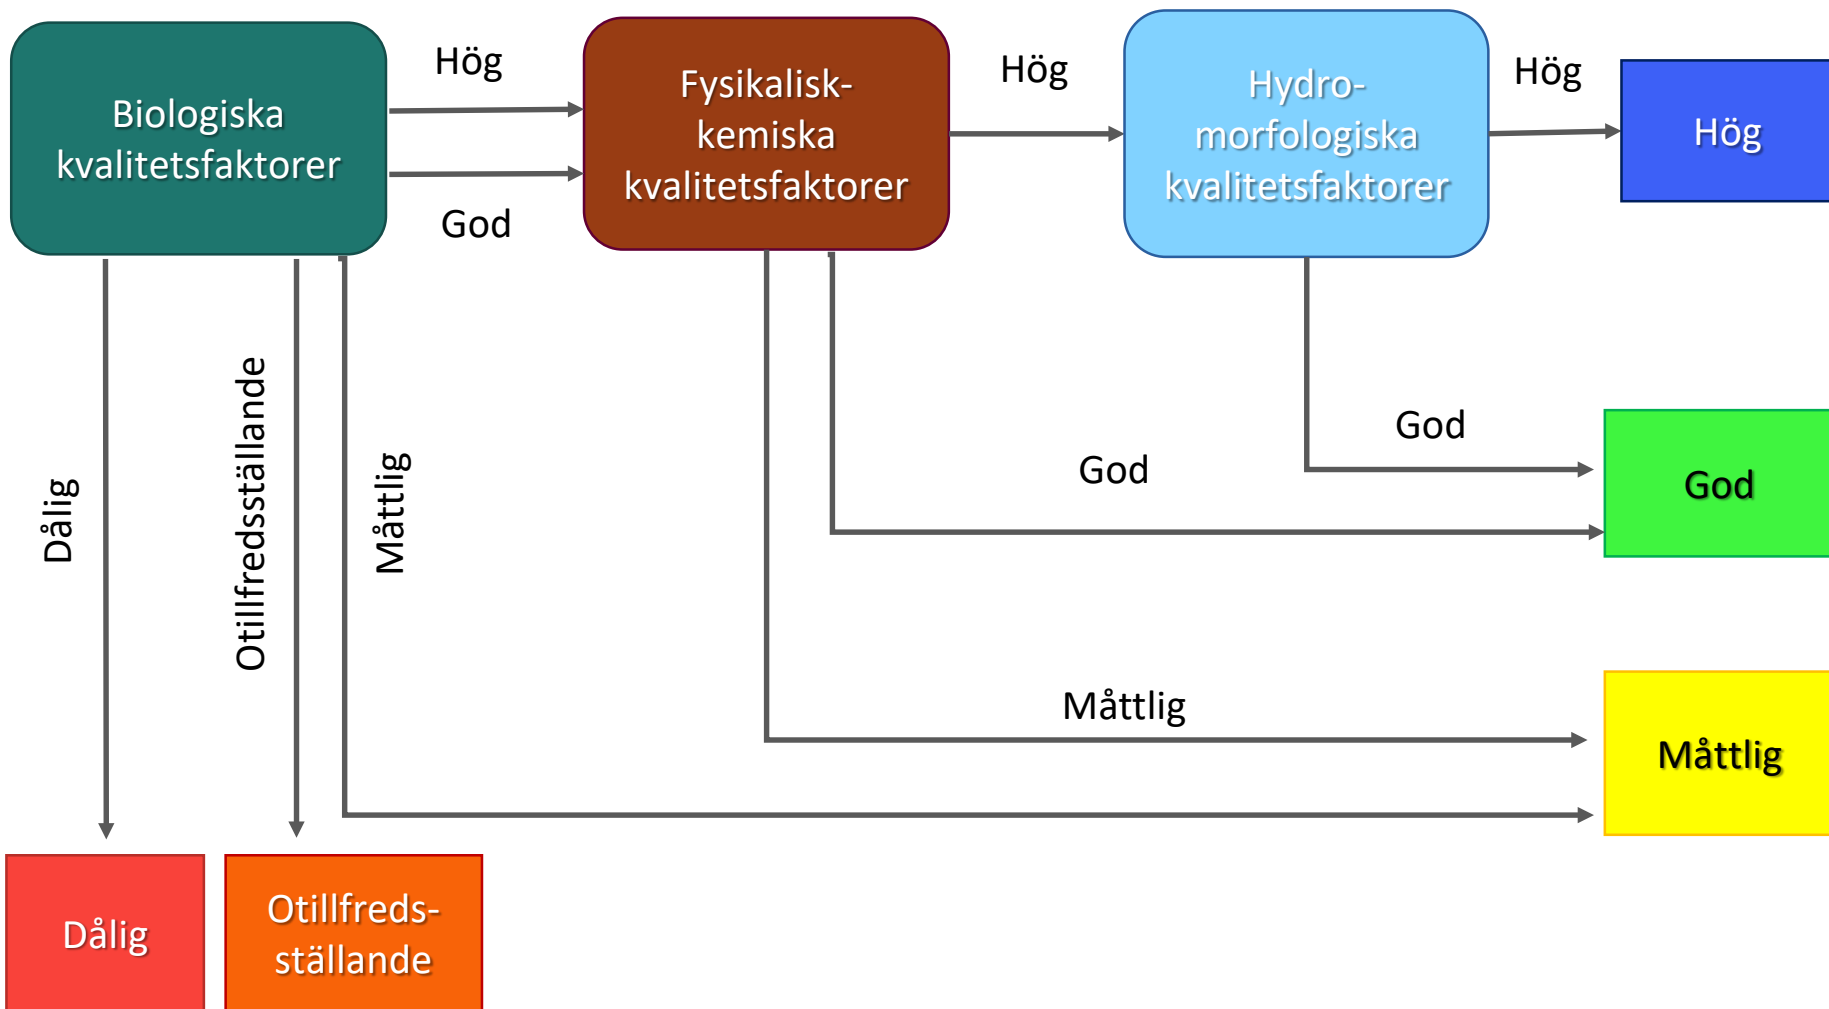 Biologiska
kvalitetsfaktorer
Hög
God
Fysikalisk-
kemiska
kvalitetsfaktorer
Hög
Hydro-
morfologiska
kvalitetsfaktorer
Hög
Hög
Dålig
Otillfredsställande
Måttlig
God
God
God
Måttlig
Måttlig
Dålig
Otillfreds-
ställande